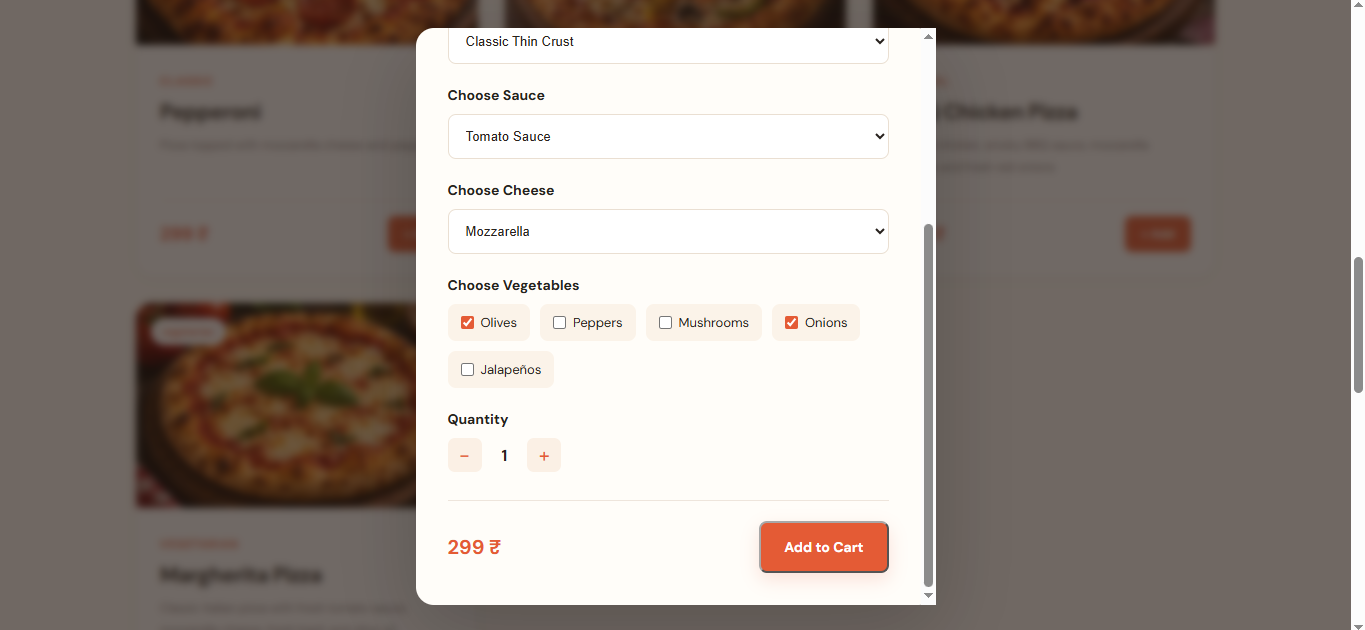 Classic Thin Crust
Choose Sauce
Tomato Sauce
Choose Cheese
Mozzarella
Choose Vegetables
Olives
Peppers
Mushrooms
Onions
Jalapeños
Quantity
− 1 +
299 ₴
Add to Cart
Pepperoni
Chicken Pizza
299 ₴
Margherita Pizza